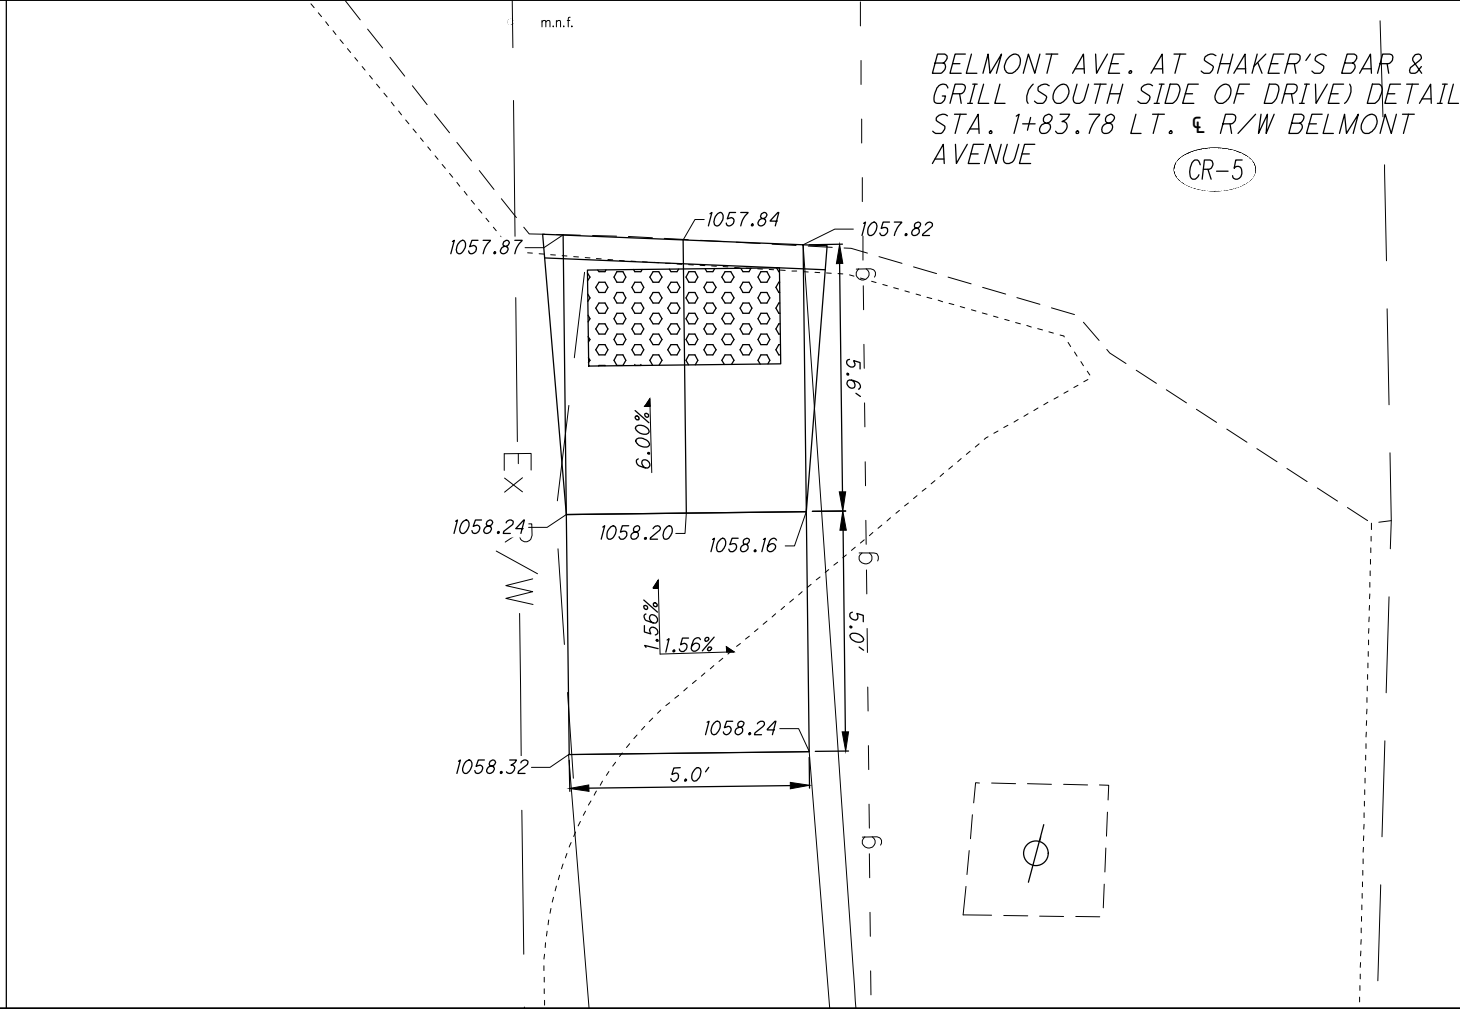 m.n.f.
BELMONT AVE. AT SHAKER'S BAR &
GRILL (SOUTH SIDE OF DRIVE) DETAIL
STA. 1+83.78 LT. ℄ R/W BELMONT
AVENUE
CR-5
1057.84
1057.82
1057.87
g
5.6'
6.00%
EX R/W
1058.24
1058.20
1058.16
g
1.56%
1.56%
5.0'
1058.24
1058.32
5.0'
g